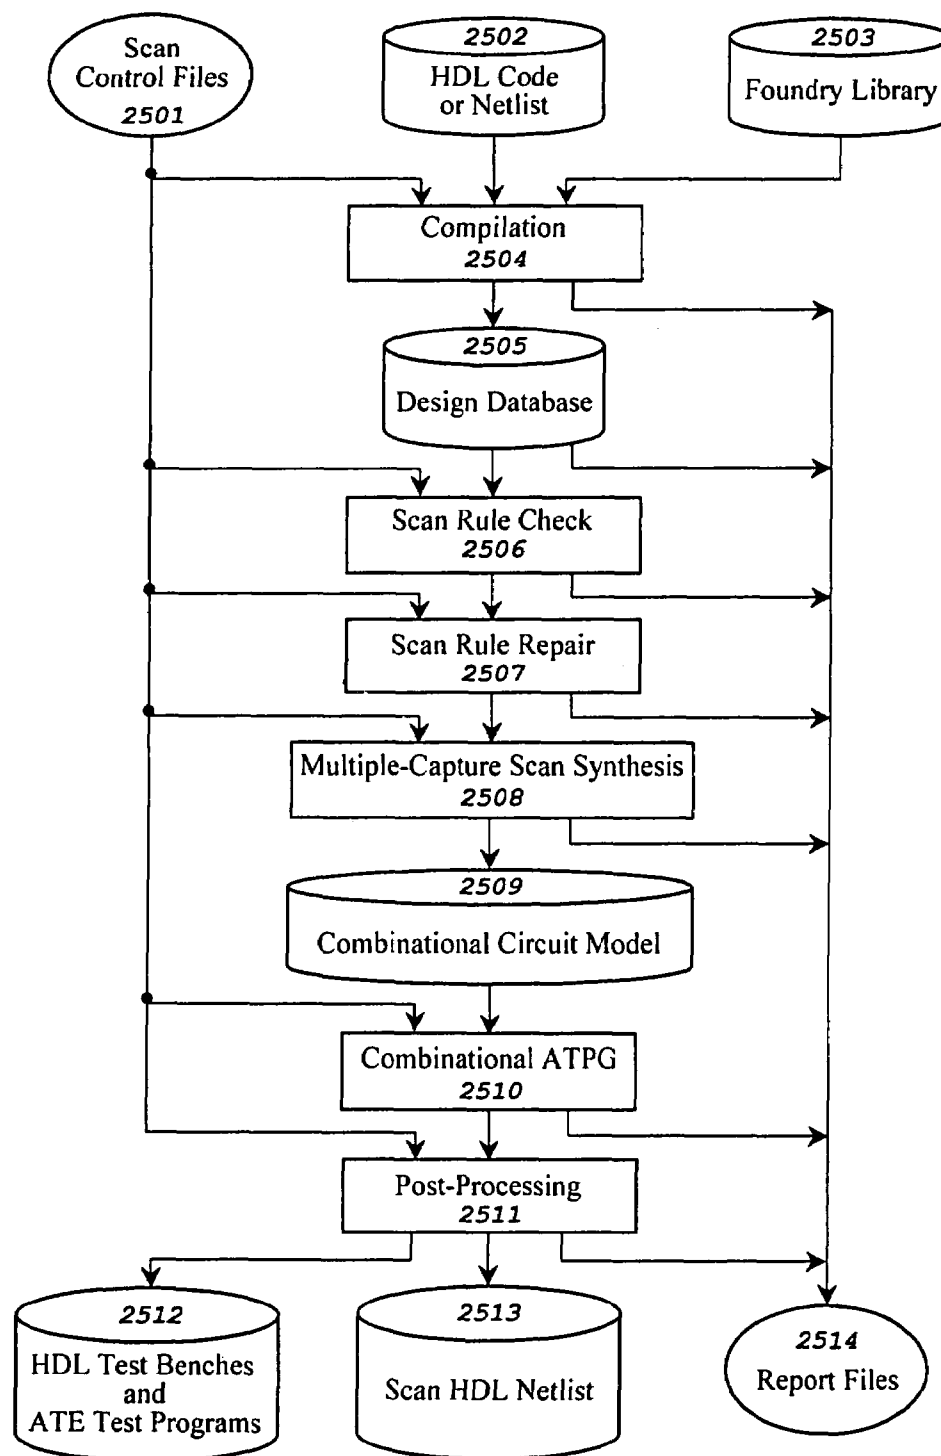 Scan
Control Files
2501
2502
HDL Code
or Netlist
2503
Foundry Library
Compilation
2504
2505
Design Database
Scan Rule Check
2506
Scan Rule Repair
2507
Multiple-Capture Scan Synthesis
2508
2509
Combinational Circuit Model
Combinational ATPG
2510
Post-Processing
2511
2512
HDL Test Benches
and
ATE Test Programs
2513
Scan HDL Netlist
2514
Report Files